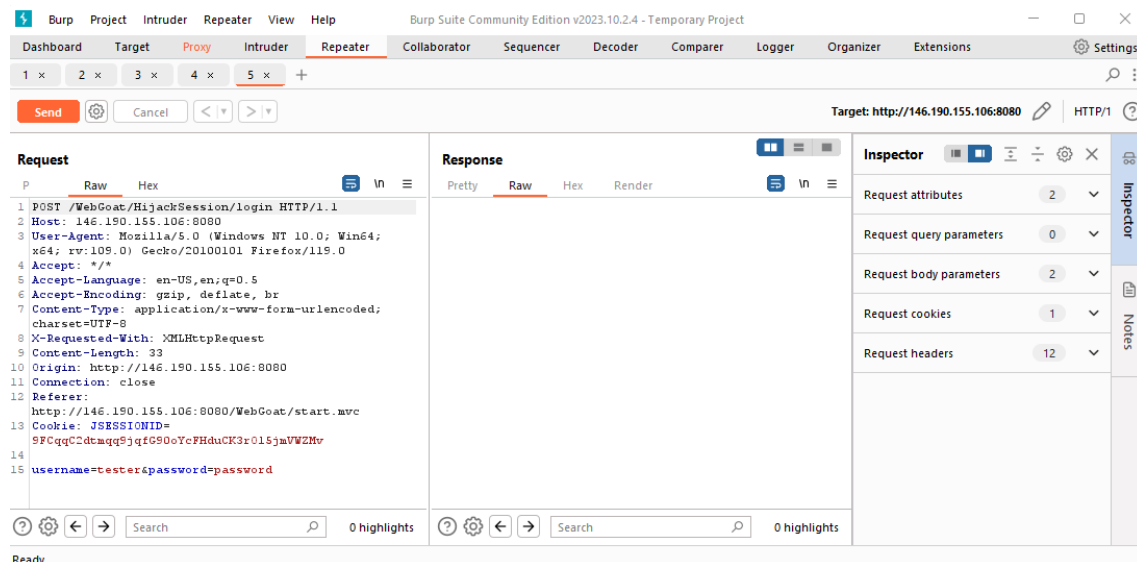 Burp Project Intruder Repeater View Help Burp Suite Community Edition v2023.10.2.4 - Temporary Project
Dashboard Target Proxy Intruder Repeater Collaborator Sequencer Decoder Comparer Logger Organizer Extensions Settings
1 × 2 × 3 × 4 × 5 × +
Send Cancel < > Target: http://146.190.155.106:8080 HTTP/1
Request
P Raw Hex \n
1 POST /WebGoat/HijackSession/login HTTP/1.1
2 Host: 146.190.155.106:8080
3 User-Agent: Mozilla/5.0 (Windows NT 10.0; Win64;
x64; rv:109.0) Gecko/20100101 Firefox/119.0
4 Accept: */*
5 Accept-Language: en-US,en;q=0.5
6 Accept-Encoding: gzip, deflate, br
7 Content-Type: application/x-www-form-urlencoded;
charset=UTF-8
8 X-Requested-With: XMLHttpRequest
9 Content-Length: 33
10 Origin: http://146.190.155.106:8080
11 Connection: close
12 Referer:
http://146.190.155.106:8080/WebGoat/start.mvc
13 Cookie: JSESSIONID=
9FCqqC2dtmqq9jqfG90oYcFHduCK3rO15jmVWZMv
14
15 username=tester&password=password
Search 0 highlights
Response
Pretty Raw Hex Render \n
Search 0 highlights
Inspector
Request attributes 2
Request query parameters 0
Request body parameters 2
Request cookies 1
Request headers 12
Inspector
Notes
Ready